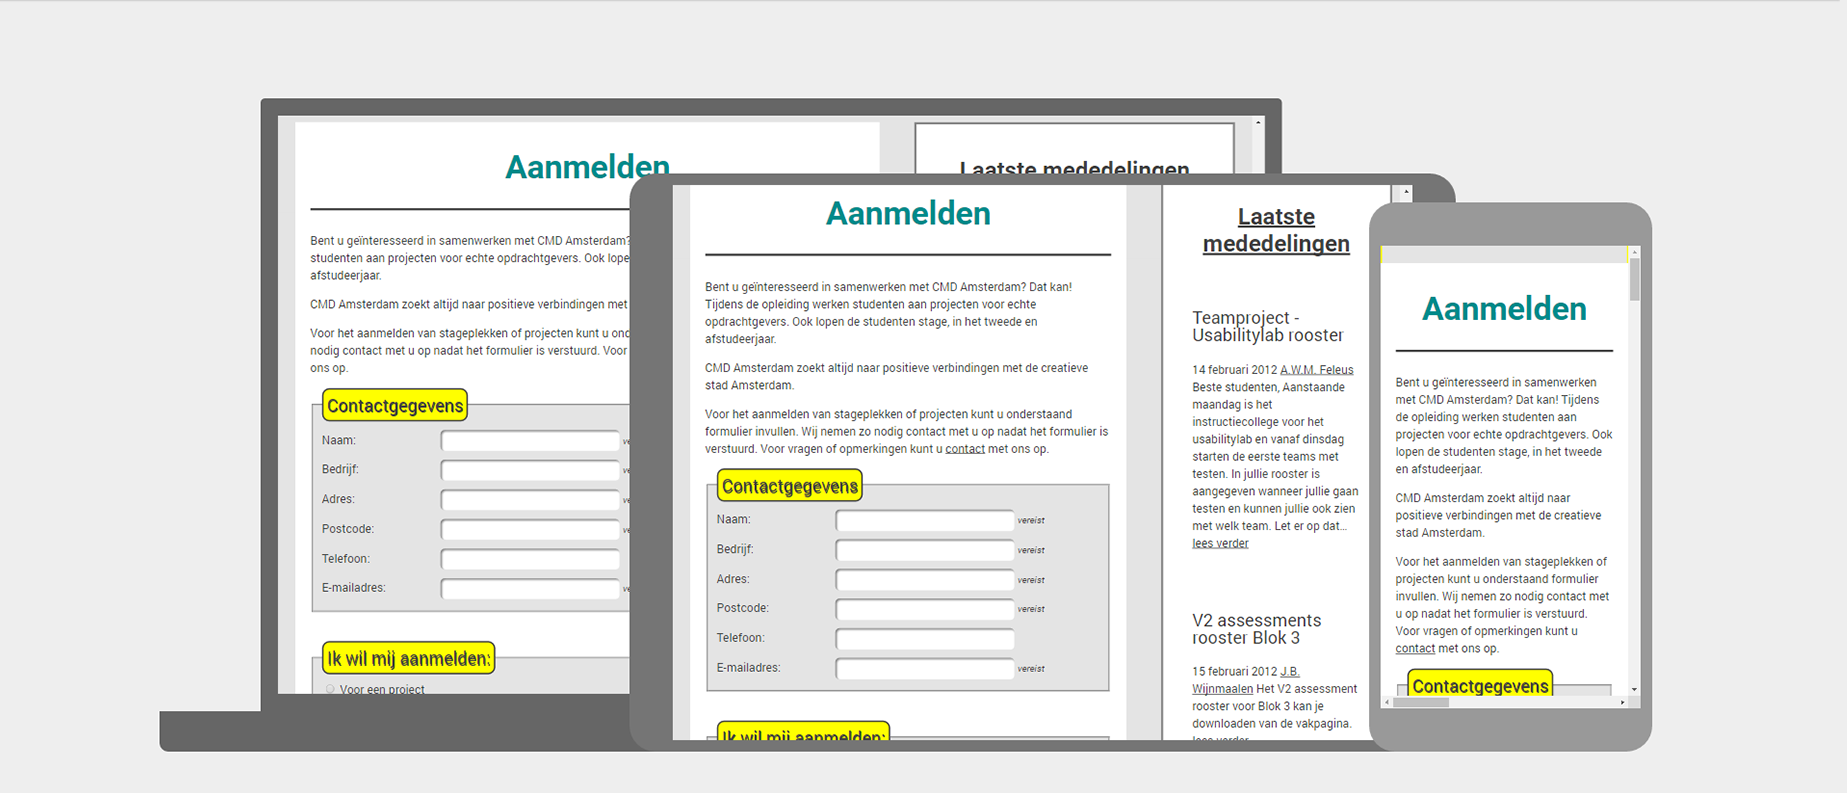 Aanmelden
Bent u geïnteresseerd in samenwerken met CMD Amsterdam?
studenten aan projecten voor echte opdrachtgevers. Ook lope
afstudeerjaar.
CMD Amsterdam zoekt altijd naar positieve verbindingen met
Voor het aanmelden van stageplekken of projecten kunt u ond
nodig contact met u op nadat het formulier is verstuurd. Voor
ons op.
Contactgegevens
Naam: ve
Bedrijf: ve
Adres: ve
Postcode: ve
Telefoon:
E-mailadres: ve
Ik wil mij aanmelden:
Voor een project
Laatste mededelingen
Aanmelden
Bent u geïnteresseerd in samenwerken met CMD Amsterdam? Dat kan!
Tijdens de opleiding werken studenten aan projecten voor echte
opdrachtgevers. Ook lopen de studenten stage, in het tweede en
afstudeerjaar.
CMD Amsterdam zoekt altijd naar positieve verbindingen met de creatieve
stad Amsterdam.
Voor het aanmelden van stageplekken of projecten kunt u onderstaand
formulier invullen. Wij nemen zo nodig contact met u op nadat het formulier is
verstuurd. Voor vragen of opmerkingen kunt u contact met ons op.
Contactgegevens
Naam: vereist
Bedrijf: vereist
Adres: vereist
Postcode: vereist
Telefoon:
E-mailadres: vereist
Ik wil mij aanmelden:
Laatste
mededelingen
Teamproject -
Usabilitylab rooster
14 februari 2012 A.W.M. Feleus
Beste studenten, Aanstaande
maandag is het
instructiecollege voor het
usabilitylab en vanaf dinsdag
starten de eerste teams met
testen. In jullie rooster is
aangegeven wanneer jullie gaan
testen en kunnen jullie ook zien
met welk team. Let er op dat...
lees verder
V2 assessments
rooster Blok 3
15 februari 2012 J.B.
Wijnmaalen Het V2 assessment
rooster voor Blok 3 kan je
downloaden van de vakpagina.
lees verder
Aanmelden
Bent u geïnteresseerd in samenwerken
met CMD Amsterdam? Dat kan! Tijdens
de opleiding werken studenten aan
projecten voor echte opdrachtgevers. Ook
lopen de studenten stage, in het tweede
en afstudeerjaar.
CMD Amsterdam zoekt altijd naar
positieve verbindingen met de creatieve
stad Amsterdam.
Voor het aanmelden van stageplekken of
projecten kunt u onderstaand formulier
invullen. Wij nemen zo nodig contact met
u op nadat het formulier is verstuurd.
Voor vragen of opmerkingen kunt u
contact met ons op.
Contactgegevens